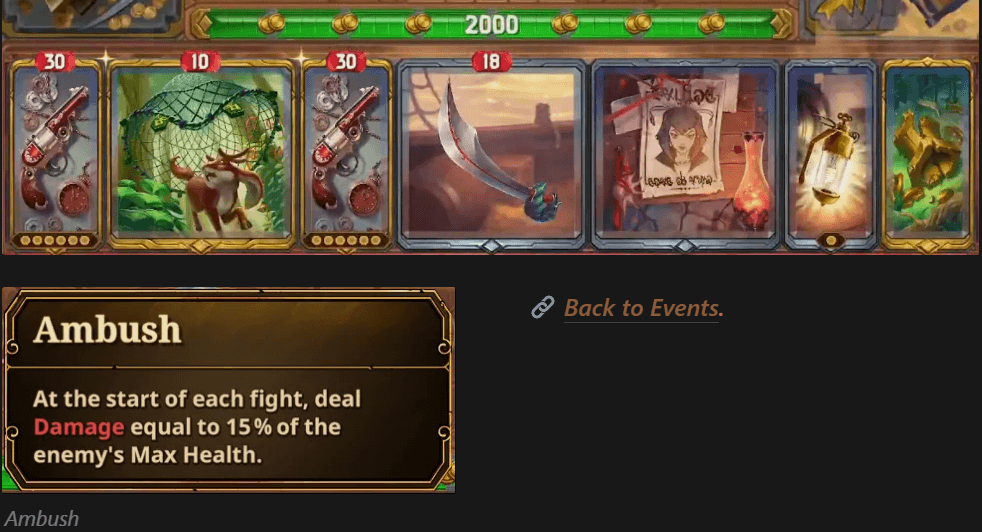 2000
30
10
30
18
Ambush
At the start of each fight, deal
Damage equal to 15% of the
enemy's Max Health.
Back to Events.
Ambush